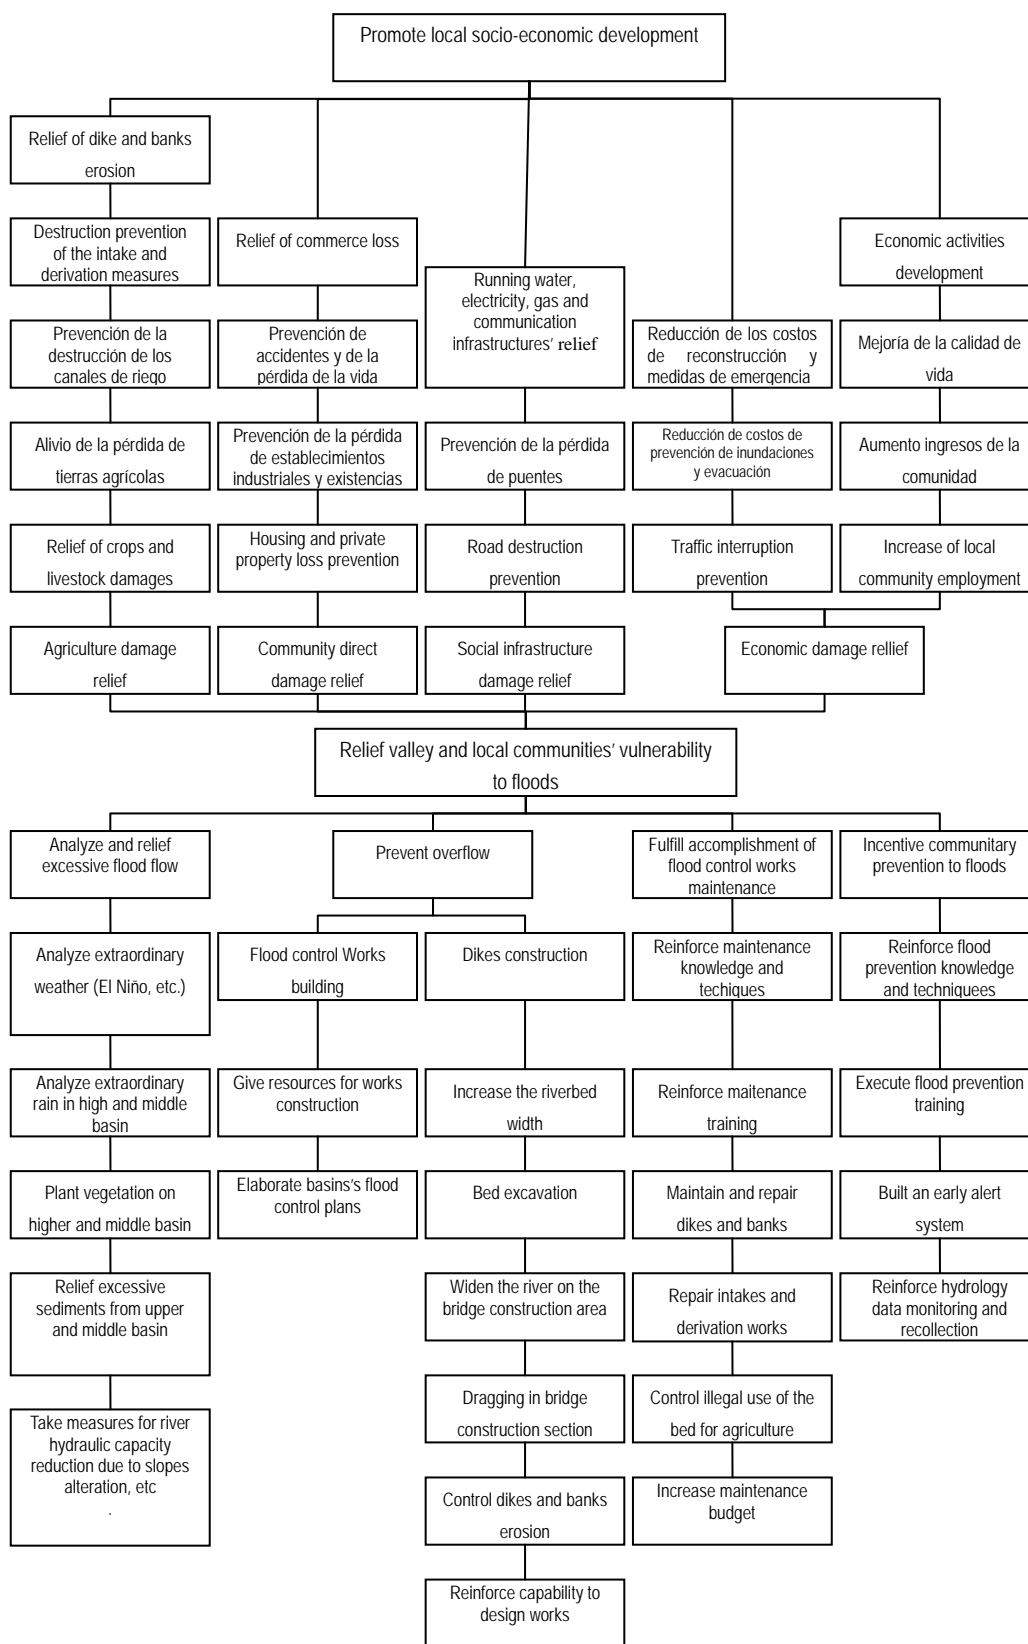 Promote local socio-economic development
Relief of dike and banks
erosion
Destruction prevention
of the intake and
derivation measures
Relief of commerce loss
Running water,
electricity, gas and
communication
infrastructures' relief
Economic activities
development
Prevención de la
destrucción de los
canales de riego
Prevención de
accidentes y de la
pérdida de la vida
Reducción de los costos
de reconstrucción y
medidas de emergencia
Mejoría de la calidad de
vida
Alivio de la pérdida de
tierras agrícolas
Prevención de la pérdida
de establecimientos
industriales y existencias
Prevención de la pérdida
de puentes
Reducción de costos de
prevención de inundaciones
y evacuación
Aumento ingresos de la
comunidad
Relief of crops and
livestock damages
Housing and private
property loss prevention
Road destruction
prevention
Traffic interruption
prevention
Increase of local
community employment
Agriculture damage
relief
Community direct
damage relief
Social infrastructure
damage relief
Economic damage rellief
Relief valley and local communities' vulnerability
to floods
Analyze and relief
excessive flood flow
Prevent overflow
Fulfill accomplishment of
flood control works
maintenance
Incentive communitary
prevention to floods
Analyze extraordinary
weather (El Niño, etc.)
Flood control Works
building
Dikes construction
Reinforce maintenance
knowledge and
techiques
Reinforce flood
prevention knowledge
and techniquees
Analyze extraordinary
rain in high and middle
basin
Give resources for works
construction
Increase the riverbed
width
Reinforce maitenance
training
Execute flood prevention
training
Plant vegetation on
higher and middle basin
Elaborate basins's flood
control plans
Bed excavation
Maintain and repair
dikes and banks
Built an early alert
system
Relief excessive
sediments from upper
and middle basin
Widen the river on the
bridge construction area
Repair intakes and
derivation works
Reinforce hydrology
data monitoring and
recollection
Take measures for river
hydraulic capacity
reduction due to slopes
alteration, etc
.
Dragging in bridge
construction section
Control illegal use of the
bed for agriculture
Control dikes and banks
erosion
Increase maintenance
budget
Reinforce capability to
design works